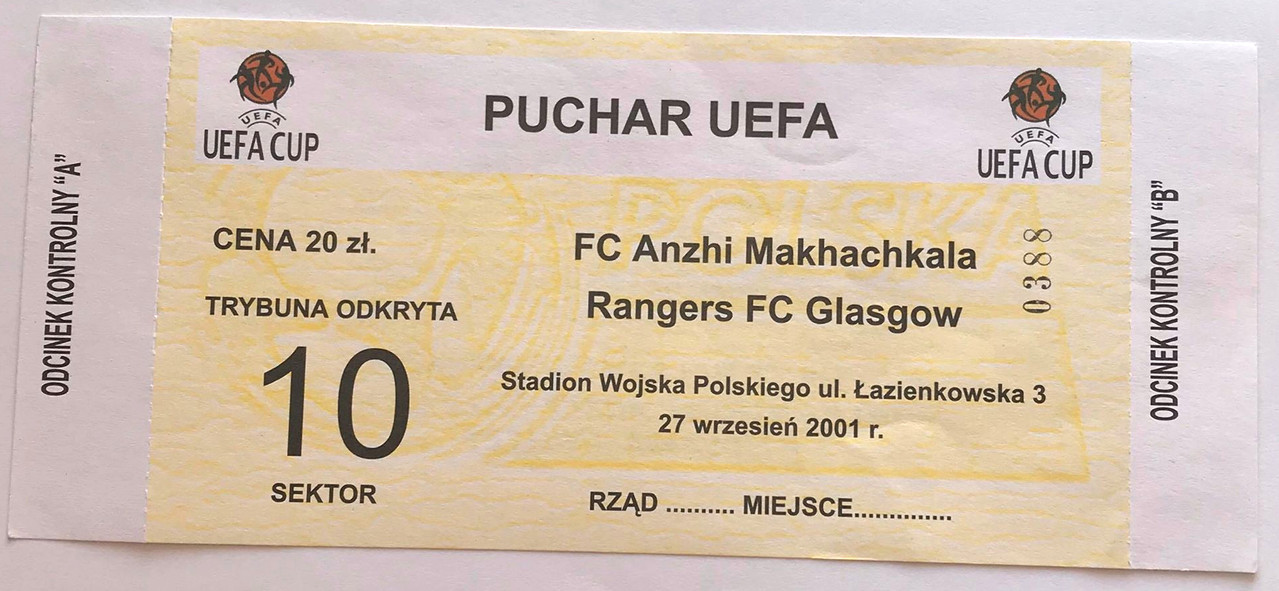 ODCINEK KONTROLNY "A"
UEFA
UEFA CUP
PUCHAR UEFA
UEFA
UEFA CUP
POLSKA
CENA 20 zł.
TRYBUNA ODKRYTA
10
SEKTOR
FC Anzhi Makhachkala
Rangers FC Glasgow
0388
Stadion Wojska Polskiego ul. Łazienkowska 3
27 wrzesień 2001 r.
RZĄD .......... MIEJSCE..............
ODCINEK KONTROLNY "B"